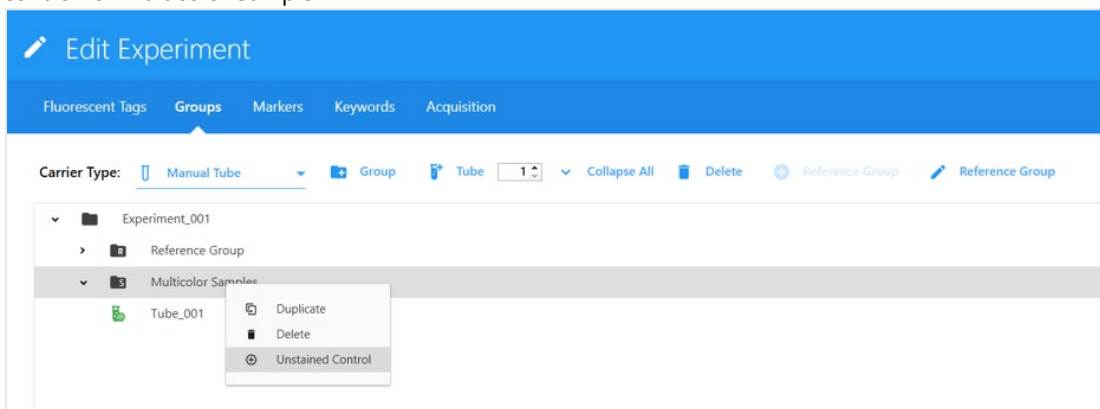 Edit Experiment
Fluorescent Tags Groups Markers Keywords Acquisition
Carrier Type: Manual Tube Group Tube 1 Collapse All Delete Reference Group Reference Group
Experiment_001
R Reference Group
S Multicolor Samples
Tube_001
Duplicate
Delete
Unstained Control